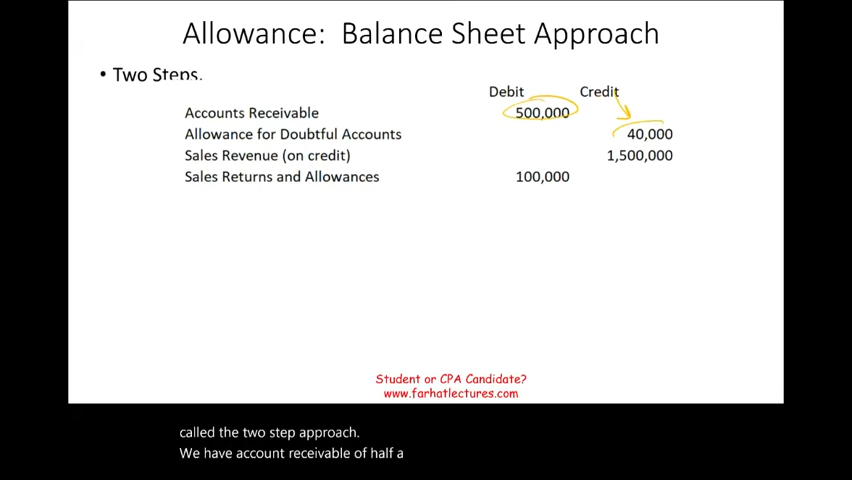 Allowance: Balance Sheet Approach
• Two Steps.
Debit Credit
Accounts Receivable 500,000
Allowance for Doubtful Accounts 40,000
Sales Revenue (on credit) 1,500,000
Sales Returns and Allowances 100,000
Student or CPA Candidate?
www.farhatlectures.com
called the two step approach.
We have account receivable of half a